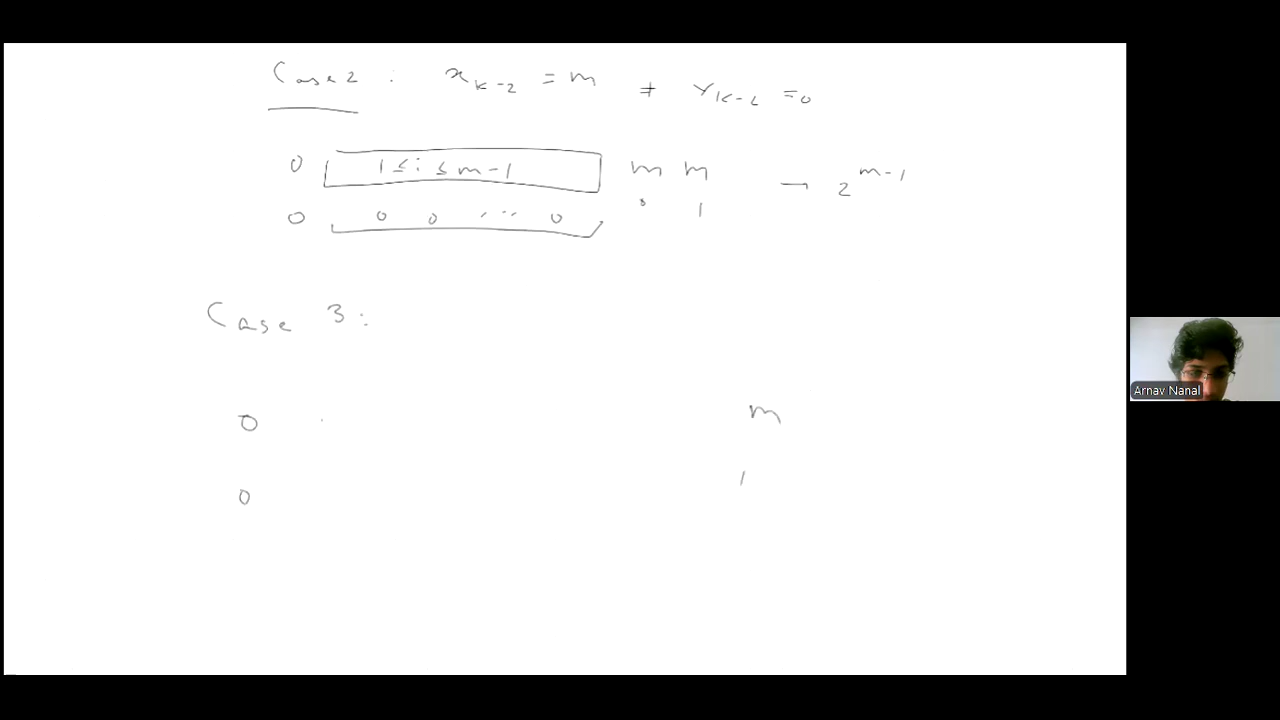 Case 2 : x_{k-2} = m & y_{k-2} = 0
0 1 ≤ i ≤ m-1 m m → 2^{m-1}
0 0 0 ... 0 0 1
Case 3 :
0 m
0 1
Arnav Nanal